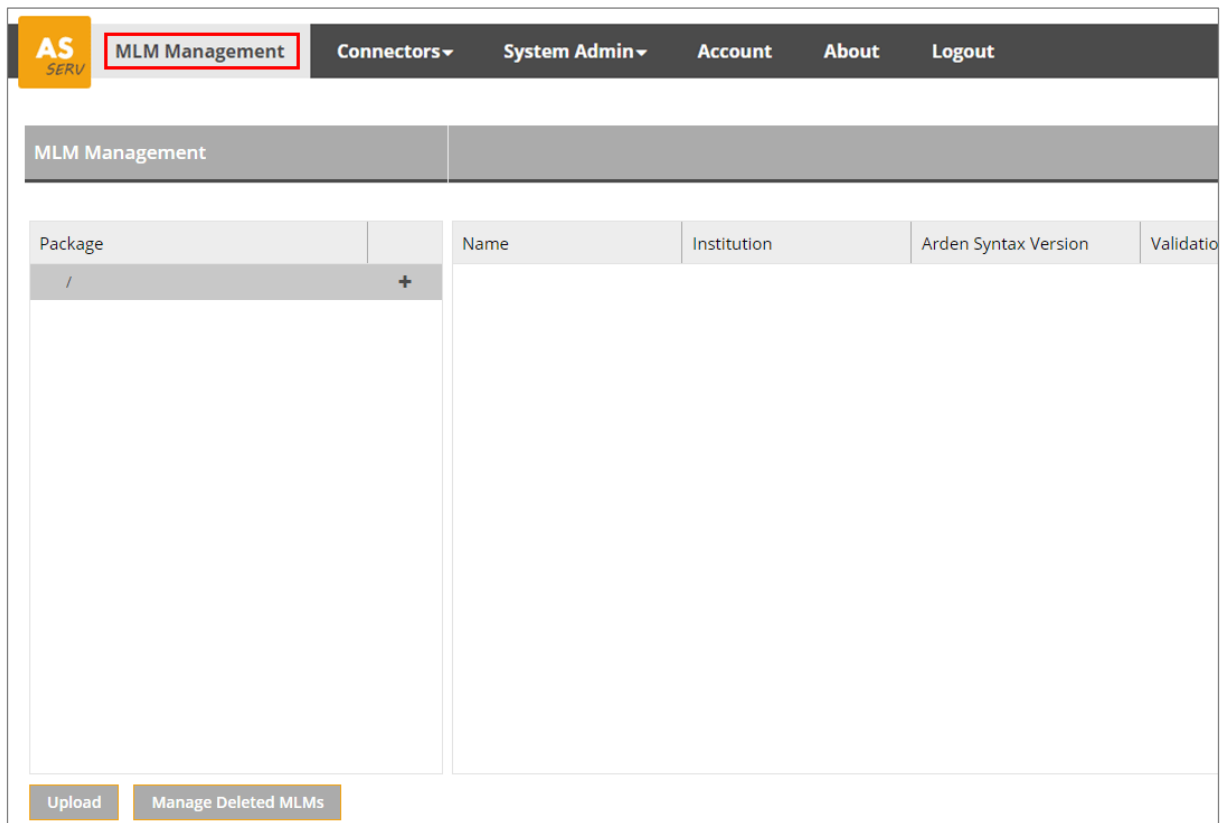 AS
SERV
MLM Management Connectors System Admin Account About Logout
MLM Management
Package Name Institution Arden Syntax Version Validatio
/ +
Upload Manage Deleted MLMs